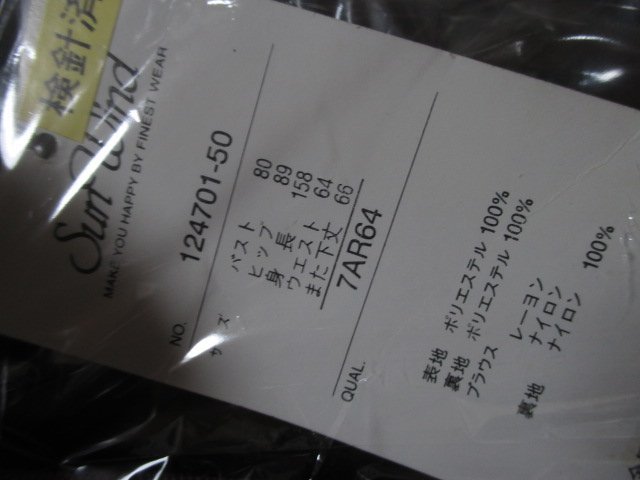 検針済
Sun Wind
MAKE YOU HAPPY BY FINEST WEAR
NO. 124701-50
サイズ
バスト 80
ヒップ 89
身長 158
ウエスト 64
また下丈 66
7AR64
QUAL.
表地 ポリエステル 100%
裏地 ポリエステル 100%
ブラウス
レーヨン
ナイロン
裏地 ナイロン 100%